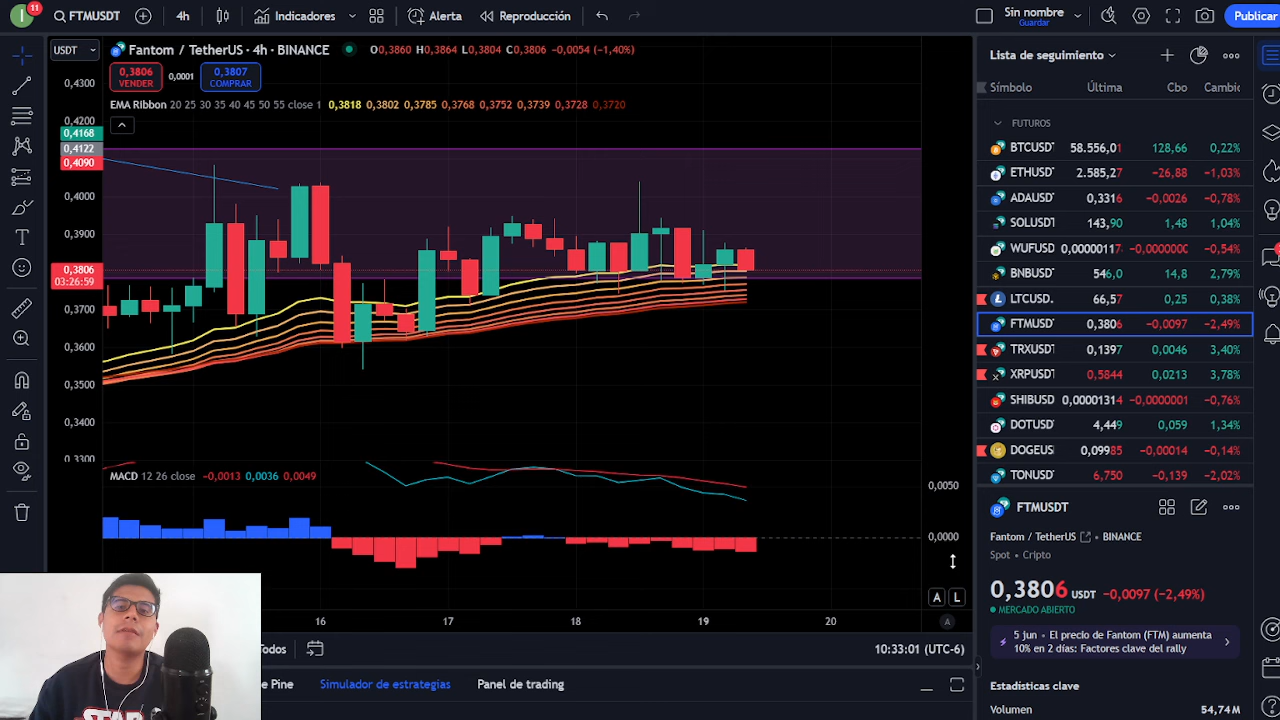 I 11 FTMUSDT 4h Indicadores Alerta Reproducción Sin nombre Guardar Publicar
USDT Fantom / TetherUS · 4h · BINANCE O0,3860 H0,3864 L0,3804 C0,3806 −0,0054 (−1,40%)
0,3806 VENDER 0,0001 0,3807 COMPRAR
EMA Ribbon 20 25 30 35 40 45 50 55 close 1 0,3818 0,3802 0,3785 0,3768 0,3752 0,3739 0,3728 0,3720
0,4300
0,4200
0,4168
0,4122
0,4090
0,4000
0,3900
0,3806
03:26:59
0,3700
0,3600
0,3500
0,3400
0,3300
MACD 12 26 close −0,0013 0,0036 0,0049
0,0050
0,0000
A L
16 17 18 19 20 A
Todos 10:33:01 (UTC-6)
e Pine Simulador de estrategias Panel de trading
Lista de seguimiento
Símbolo Última Cbo Cambic
FUTUROS
BTCUSDT 58.556,01 128,66 0,22%
ETHUSDT 2.585,27 −26,88 −1,03%
ADAUSDT 0,3316 −0,0026 −0,78%
SOLUSDT 143,90 1,48 1,04%
WUFUSD 0,0000117 −0,0000000 −0,54%
BNBUSDT 546,0 14,8 2,79%
LTCUSD. 66,57 0,25 0,38%
FTMUSDT 0,3806 −0,0097 −2,49%
TRXUSDT 0,1397 0,0046 3,40%
XRPUSDT 0,5844 0,0213 3,78%
SHIBUSD 0,00001314 −0,0000001 −0,76%
DOTUSDT 4,449 0,059 1,34%
DOGEUS 0,09985 −0,00014 −0,14%
TONUSDT 6,750 −0,139 −2,02%
FTMUSDT
Fantom / TetherUS • BINANCE
Spot • Cripto
0,3806 USDT −0,0097 (−2,49%)
MERCADO ABIERTO
5 jun • El precio de Fantom (FTM) aumenta
10% en 2 días: Factores clave del rally
Estadísticas clave
Volumen 54,74 M
STAR